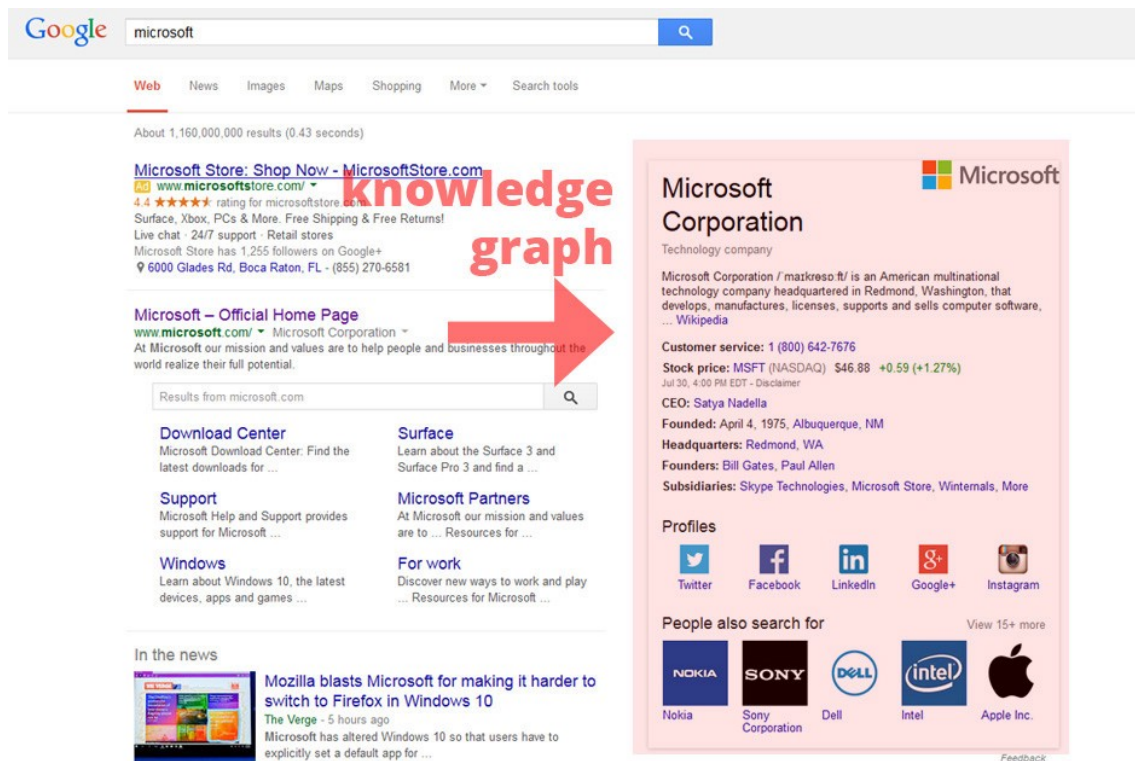 Google
microsoft
Web News Images Maps Shopping More Search tools
About 1,160,000,000 results (0.43 seconds)
Microsoft Store: Shop Now - MicrosoftStore.com
Ad www.microsoftstore.com/
4.4 ★★★★★ rating for microsoftstore.com
Surface, Xbox, PCs & More. Free Shipping & Free Returns!
Live chat · 24/7 support · Retail stores
Microsoft Store has 1,255 followers on Google+
6000 Glades Rd, Boca Raton, FL - (855) 270-6581
knowledge
graph
Microsoft – Official Home Page
www.microsoft.com/ Microsoft Corporation
At Microsoft our mission and values are to help people and businesses throughout the
world realize their full potential.
Results from microsoft.com
Download Center
Microsoft Download Center: Find the
latest downloads for ...
Surface
Learn about the Surface 3 and
Surface Pro 3 and find a ...
Support
Microsoft Help and Support provides
support for Microsoft ...
Microsoft Partners
At Microsoft our mission and values
are to ... Resources for ...
Windows
Learn about Windows 10, the latest
devices, apps and games ...
For work
Discover new ways to work and play
... Resources for Microsoft ...
In the news
Mozilla blasts Microsoft for making it harder to
switch to Firefox in Windows 10
The Verge - 5 hours ago
Microsoft has altered Windows 10 so that users have to
explicitly set a default app for ...
Microsoft
Corporation
Microsoft
Technology company
Microsoft Corporation /ˈmaɪkrəsɒft/ is an American multinational
technology company headquartered in Redmond, Washington, that
develops, manufactures, licenses, supports and sells computer software,
... Wikipedia
Customer service: 1 (800) 642-7676
Stock price: MSFT (NASDAQ) $46.88 +0.59 (+1.27%)
Jul 30, 4:00 PM EDT - Disclaimer
CEO: Satya Nadella
Founded: April 4, 1975, Albuquerque, NM
Headquarters: Redmond, WA
Founders: Bill Gates, Paul Allen
Subsidiaries: Skype Technologies, Microsoft Store, Winternals, More
Profiles
Twitter Facebook LinkedIn Google+ Instagram
People also search for View 15+ more
NOKIA SONY DELL intel
Nokia Sony Corporation Dell Intel Apple Inc.
Feedback